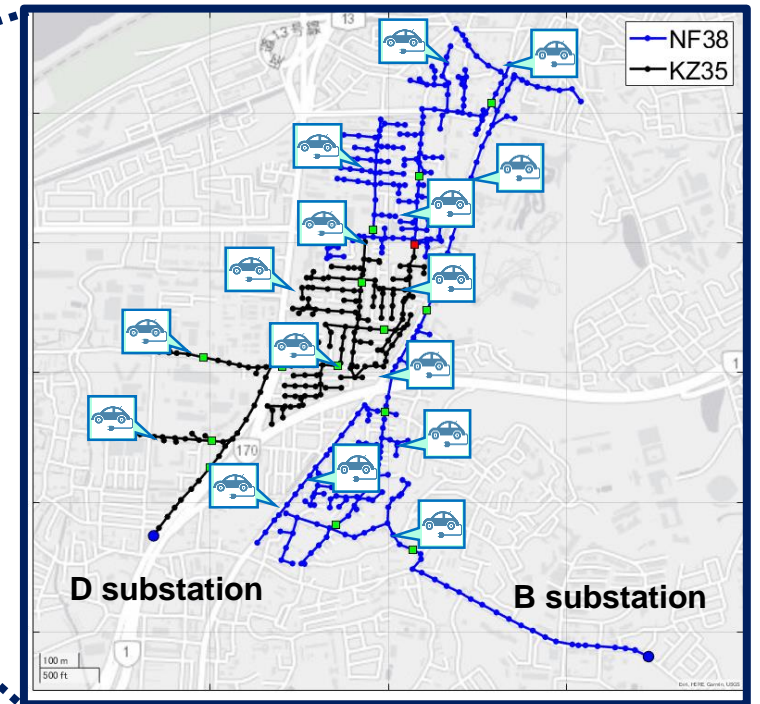 13
NF38
KZ35
1
170
D substation
B substation
1
100 m
500 ft
Esri, HERE, Garmin, USGS